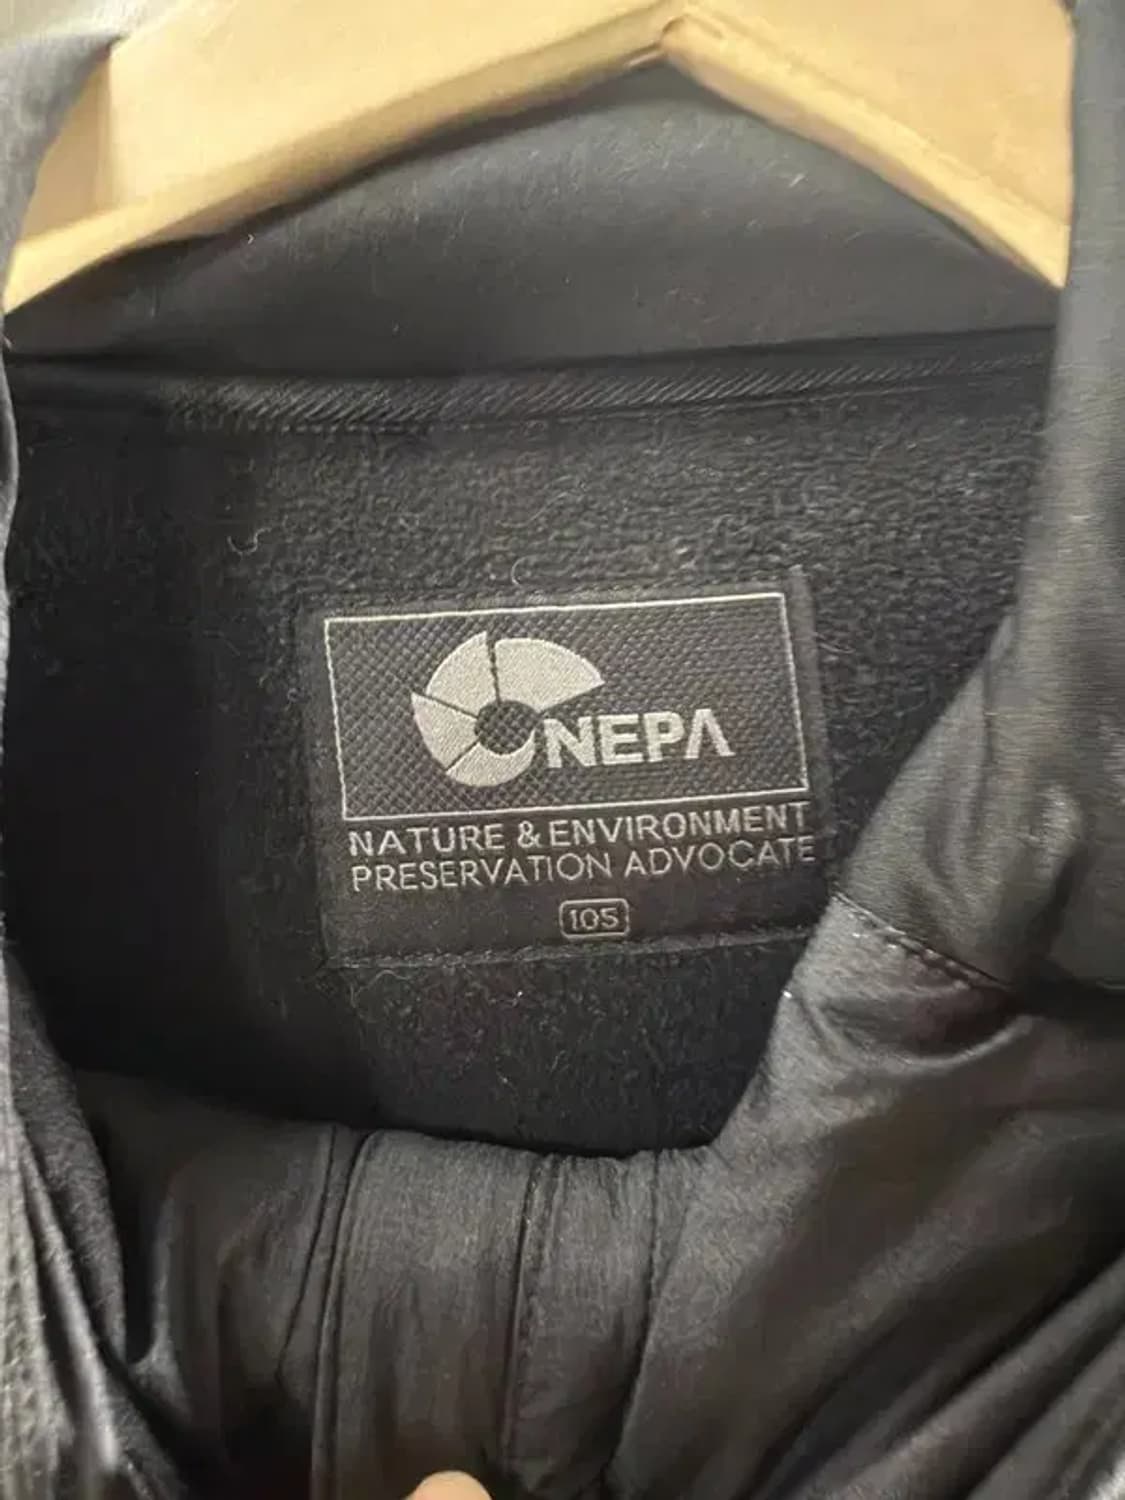 NEPA
NATURE & ENVIRONMENT
PRESERVATION ADVOCATE
105